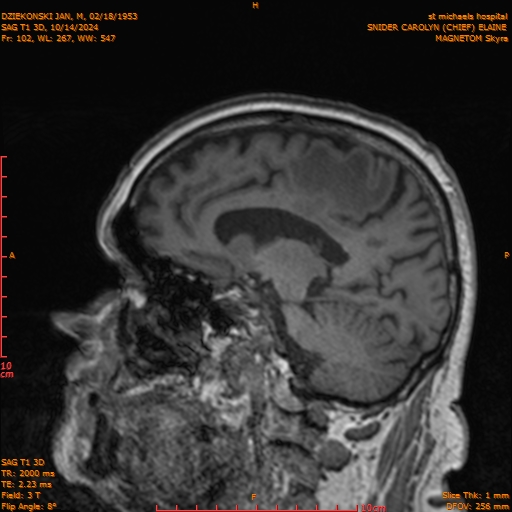 H
DZIEKONSKI JAN, M, 02/18/1953
SAG T1 3D, 10/14/2024
Fr: 102, WL: 267, WW: 547
st michaels hospital
SNIDER CAROLYN (CHIEF) ELAINE
MAGNETOM Skyra
A
P
10
cm
SAG T1 3D
TR: 2000 ms
TE: 2.23 ms
Field: 3 T
Flip Angle: 8°
F
10cm
Slice Thk: 1 mm
DFOV: 256 mm